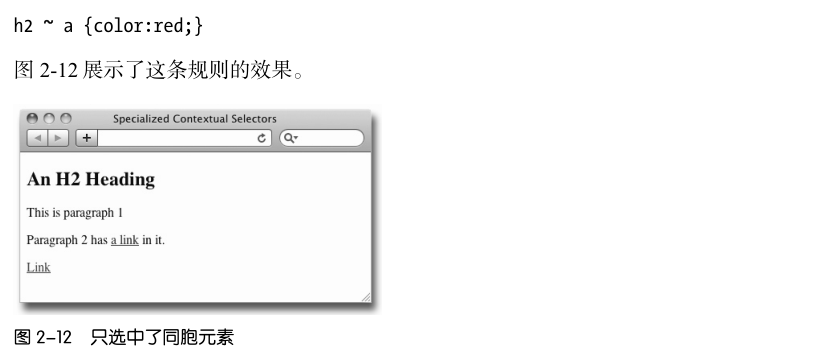 h2 ~ a {color:red;}
图 2-12 展示了这条规则的效果。
Specialized Contextual Selectors
An H2 Heading
This is paragraph 1
Paragraph 2 has a link in it.
Link
图 2-12 只选中了同胞元素